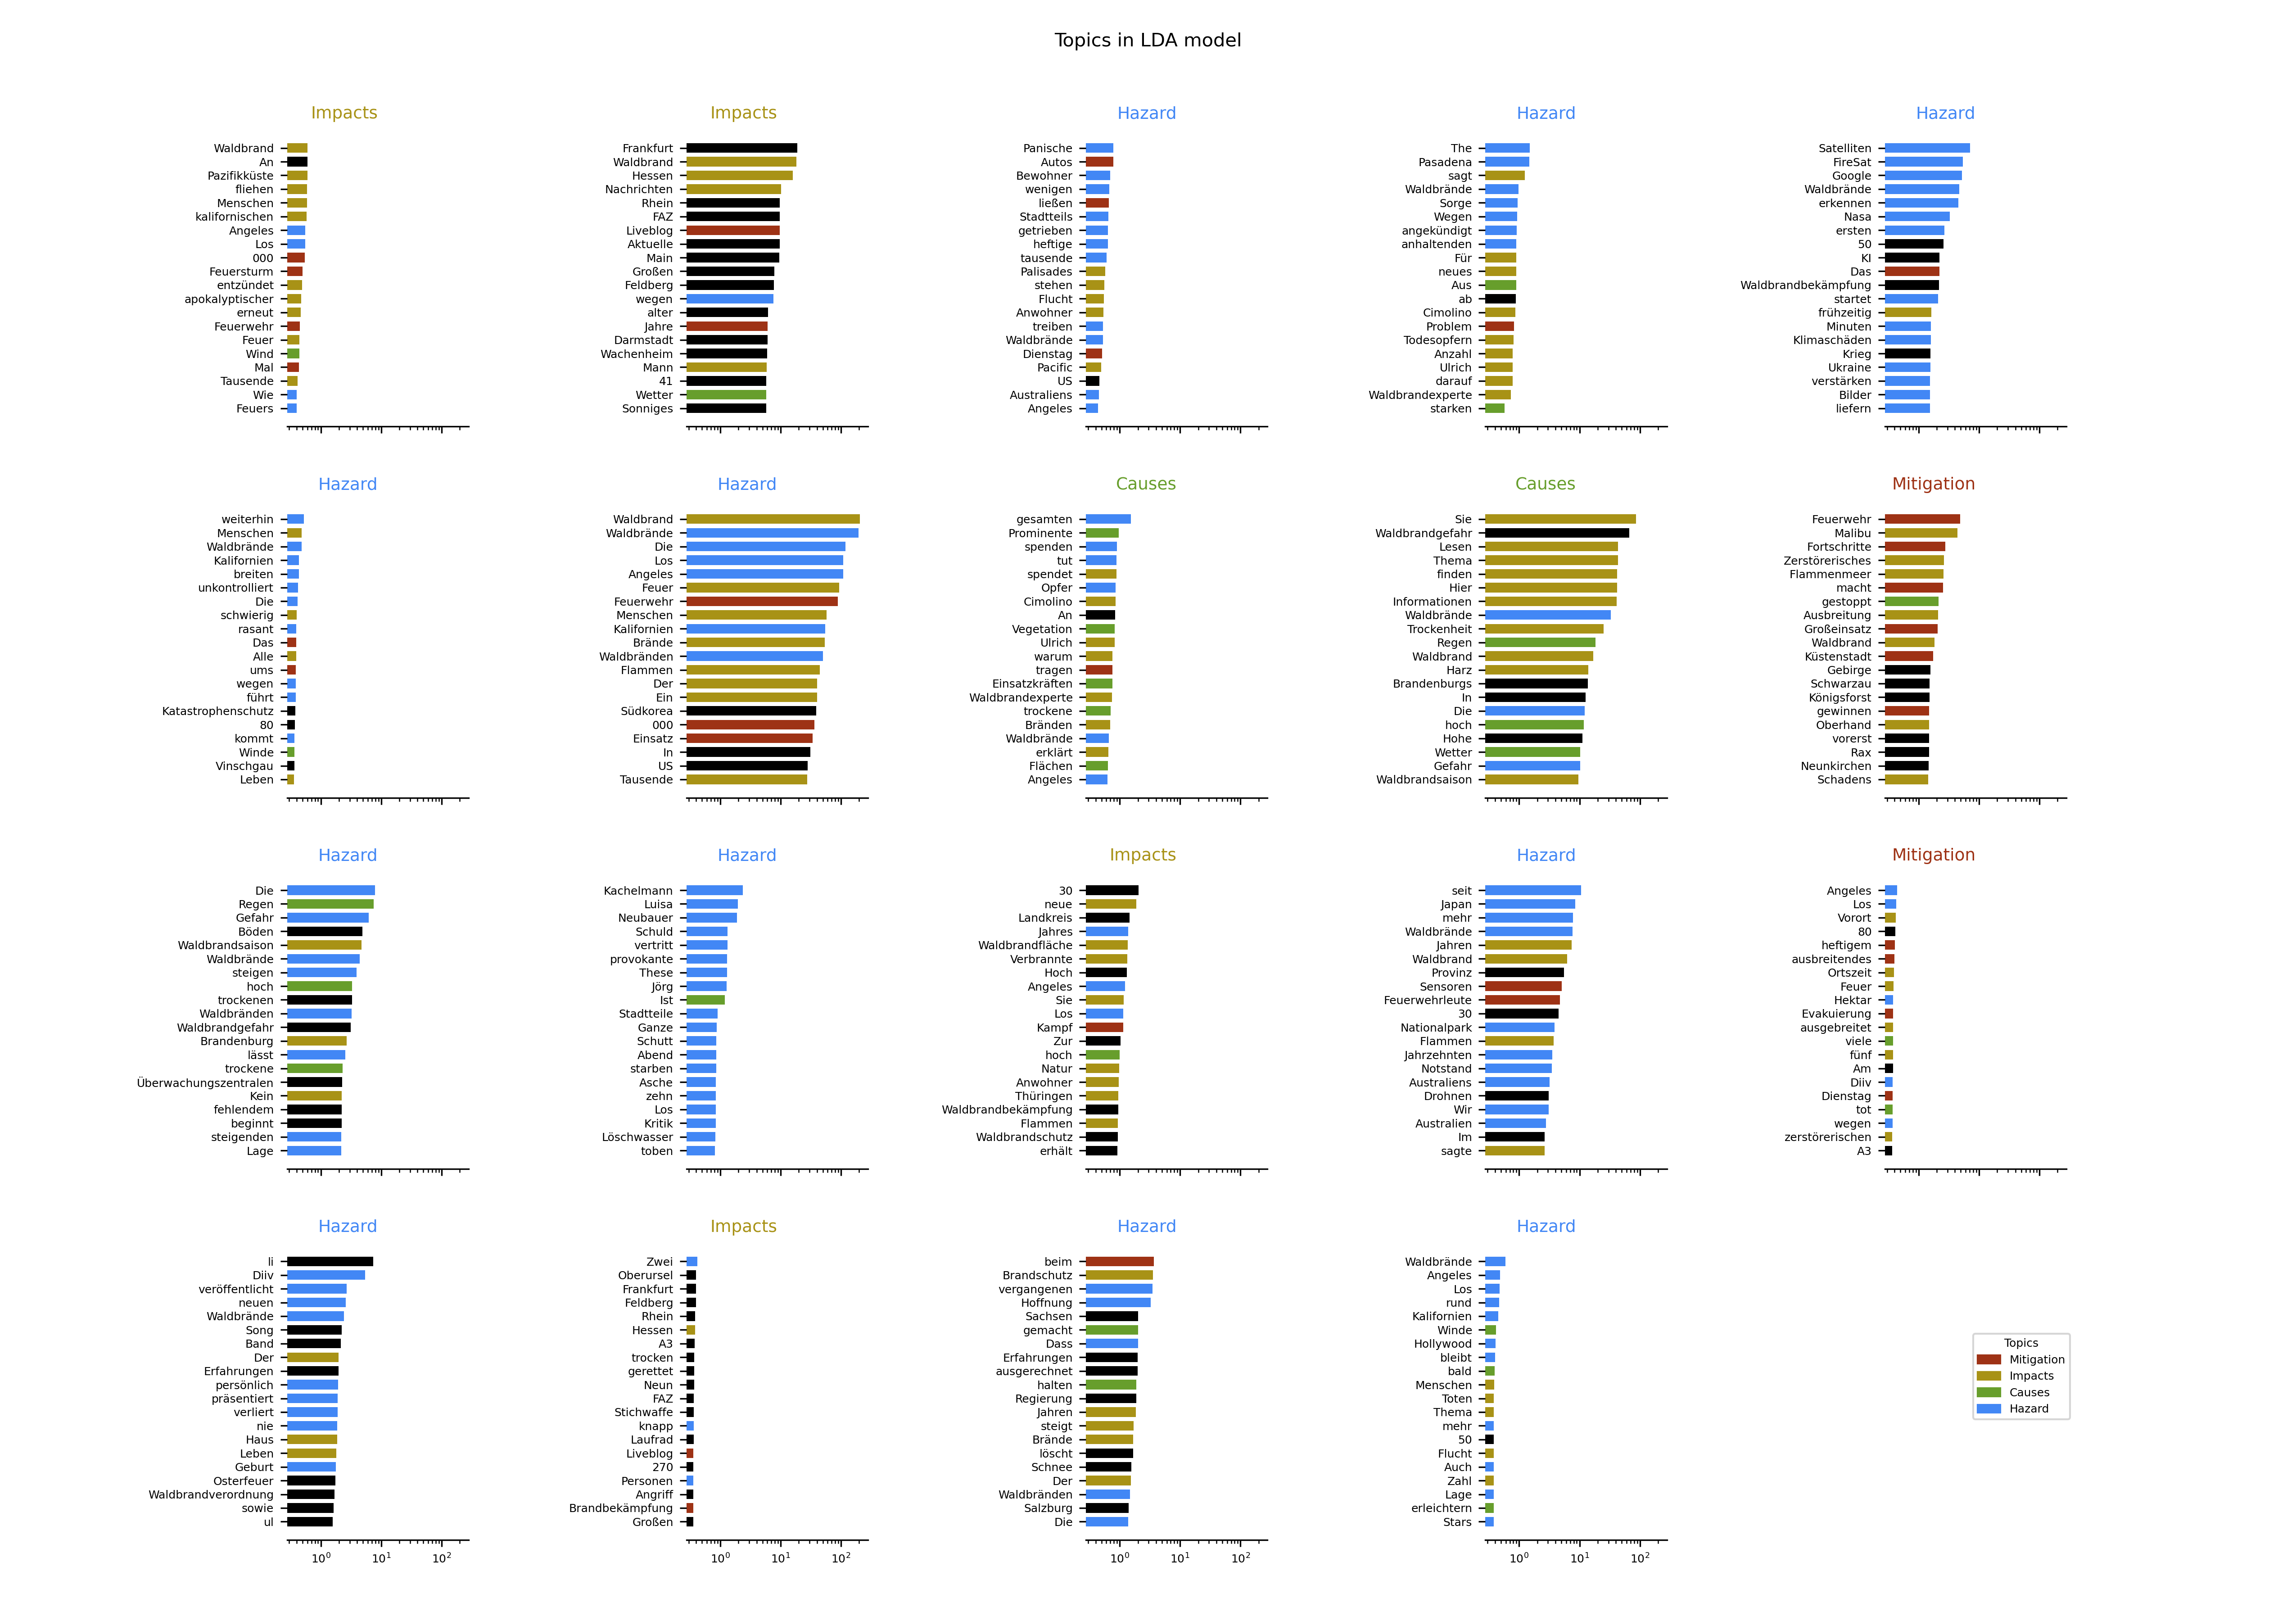 Topics in LDA model
Impacts
Waldbrand
An
Pazifikküste
fliehen
Menschen
kalifornischen
Angeles
Los
000
Feuersturm
entzündet
apokalyptischer
erneut
Feuerwehr
Feuer
Wind
Mal
Tausende
Wie
Feuers
Impacts
Frankfurt
Waldbrand
Hessen
Nachrichten
Rhein
FAZ
Liveblog
Aktuelle
Main
Großen
Feldberg
wegen
alter
Jahre
Darmstadt
Wachenheim
Mann
41
Wetter
Sonniges
Hazard
Panische
Autos
Bewohner
wenigen
ließen
Stadtteils
getrieben
heftige
tausende
Palisades
stehen
Flucht
Anwohner
treiben
Waldbrände
Dienstag
Pacific
US
Australiens
Angeles
Hazard
The
Pasadena
sagt
Waldbrände
Sorge
Wegen
angekündigt
anhaltenden
Für
neues
Aus
ab
Cimolino
Problem
Todesopfern
Anzahl
Ulrich
darauf
Waldbrandexperte
starken
Hazard
Satelliten
FireSat
Google
Waldbrände
erkennen
Nasa
ersten
50
KI
Das
Waldbrandbekämpfung
startet
frühzeitig
Minuten
Klimaschäden
Krieg
Ukraine
verstärken
Bilder
liefern
Hazard
weiterhin
Menschen
Waldbrände
Kalifornien
breiten
unkontrolliert
Die
schwierig
rasant
Das
Alle
ums
wegen
führt
Katastrophenschutz
80
kommt
Winde
Vinschgau
Leben
Hazard
Waldbrand
Waldbrände
Die
Los
Angeles
Feuer
Feuerwehr
Menschen
Kalifornien
Brände
Waldbränden
Flammen
Der
Ein
Südkorea
000
Einsatz
In
US
Tausende
Causes
gesamten
Prominente
spenden
tut
spendet
Opfer
Cimolino
An
Vegetation
Ulrich
warum
tragen
Einsatzkräften
Waldbrandexperte
trockene
Bränden
Waldbrände
erklärt
Flächen
Angeles
Causes
Sie
Waldbrandgefahr
Lesen
Thema
finden
Hier
Informationen
Waldbrände
Trockenheit
Regen
Waldbrand
Harz
Brandenburgs
In
Die
hoch
Hohe
Wetter
Gefahr
Waldbrandsaison
Mitigation
Feuerwehr
Malibu
Fortschritte
Zerstörerisches
Flammenmeer
macht
gestoppt
Ausbreitung
Großeinsatz
Waldbrand
Küstenstadt
Gebirge
Schwarzau
Königsforst
gewinnen
Oberhand
vorerst
Rax
Neunkirchen
Schadens
Hazard
Die
Regen
Gefahr
Böden
Waldbrandsaison
Waldbrände
steigen
hoch
trockenen
Waldbränden
Waldbrandgefahr
Brandenburg
lässt
trockene
Überwachungszentralen
Kein
fehlendem
beginnt
steigenden
Lage
Hazard
Kachelmann
Luisa
Neubauer
Schuld
vertritt
provokante
These
Jörg
Ist
Stadtteile
Ganze
Schutt
Abend
starben
Asche
zehn
Los
Kritik
Löschwasser
toben
Impacts
30
neue
Landkreis
Jahres
Waldbrandfläche
Verbrannte
Hoch
Angeles
Sie
Los
Kampf
Zur
hoch
Natur
Anwohner
Thüringen
Waldbrandbekämpfung
Flammen
Waldbrandschutz
erhält
Hazard
seit
Japan
mehr
Waldbrände
Jahren
Waldbrand
Provinz
Sensoren
Feuerwehrleute
30
Nationalpark
Flammen
Jahrzehnten
Notstand
Australiens
Drohnen
Wir
Australien
Im
sagte
Mitigation
Angeles
Los
Vorort
80
heftigem
ausbreitendes
Ortszeit
Feuer
Hektar
Evakuierung
ausgebreitet
viele
fünf
Am
Diiv
Dienstag
tot
wegen
zerstörerischen
A3
Hazard
li
Diiv
veröffentlicht
neuen
Waldbrände
Song
Band
Der
Erfahrungen
persönlich
präsentiert
verliert
nie
Haus
Leben
Geburt
Osterfeuer
Waldbrandverordnung
sowie
ul
10⁰ 10¹ 10²
Impacts
Zwei
Oberursel
Frankfurt
Feldberg
Rhein
Hessen
A3
trocken
gerettet
Neun
FAZ
Stichwaffe
knapp
Laufrad
Liveblog
270
Personen
Angriff
Brandbekämpfung
Großen
10⁰ 10¹ 10²
Hazard
beim
Brandschutz
vergangenen
Hoffnung
Sachsen
gemacht
Dass
Erfahrungen
ausgerechnet
halten
Regierung
Jahren
steigt
Brände
löscht
Schnee
Der
Waldbränden
Salzburg
Die
10⁰ 10¹ 10²
Hazard
Waldbrände
Angeles
Los
rund
Kalifornien
Winde
Hollywood
bleibt
bald
Menschen
Toten
Thema
mehr
50
Flucht
Auch
Zahl
Lage
erleichtern
Stars
10⁰ 10¹ 10²
Topics
Mitigation
Impacts
Causes
Hazard